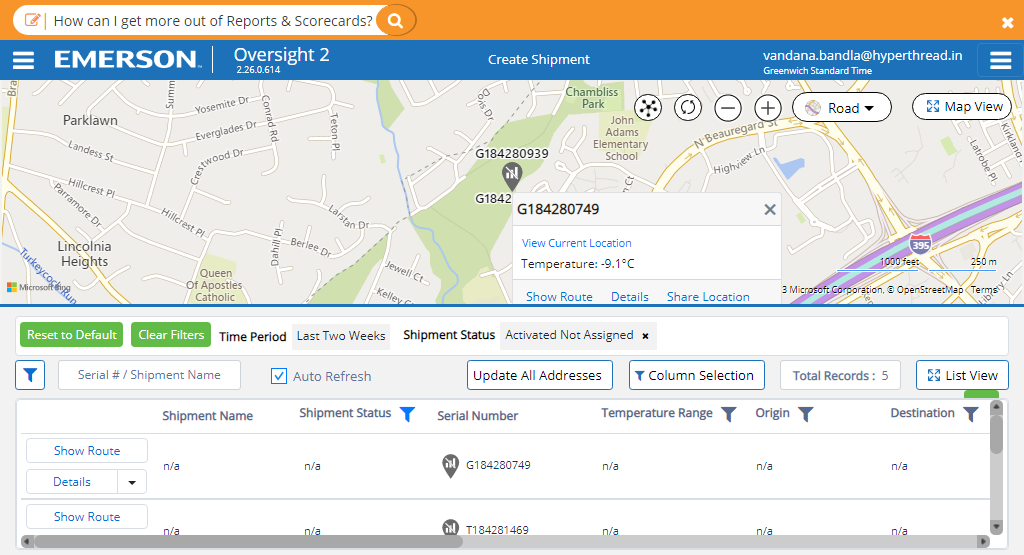 How can I get more out of Reports & Scorecards?
EMERSON
Oversight 2
2.26.0.614
Create Shipment
vandana.bandla@hyperthread.in
Greenwich Standard Time
Parklawn
Yosemite Dr
Everglades Dr
Conrad Rd
Teton Pl
Summ
Landess St
Crestwood Dr
Hillcrest Pl
Paramore Dr
Hillcrest Pl
Larstan Dr
Dahill Pl
Berlee Dr
Lincolnia
Heights
Turkeycock Run
Queen
Of Apostles
Catholic
Jewell Ct
Kelley C
Chambliss
Park
John
Adams
Elementary
School
N Beauregard St
Highview Ln
Kirkland
Latrobe Pl
Library Ln
395
Road
Map View
G184280939
G1842
G184280749
View Current Location
Temperature: -9.1°C
Show Route
Details
Share Location
1000 feet
250 m
Microsoft Bing
3 Microsoft Corporation, © OpenStreetMap Terms
Reset to Default
Clear Filters
Time Period
Last Two Weeks
Shipment Status
Activated Not Assigned
Serial # / Shipment Name
Auto Refresh
Update All Addresses
Column Selection
Total Records : 5
List View
Shipment Name
Shipment Status
Serial Number
Temperature Range
Origin
Destination
Show Route
Details
n/a
n/a
G184280749
n/a
n/a
n/a
Show Route
n/a
n/a
T184281469
n/a
n/a
n/a